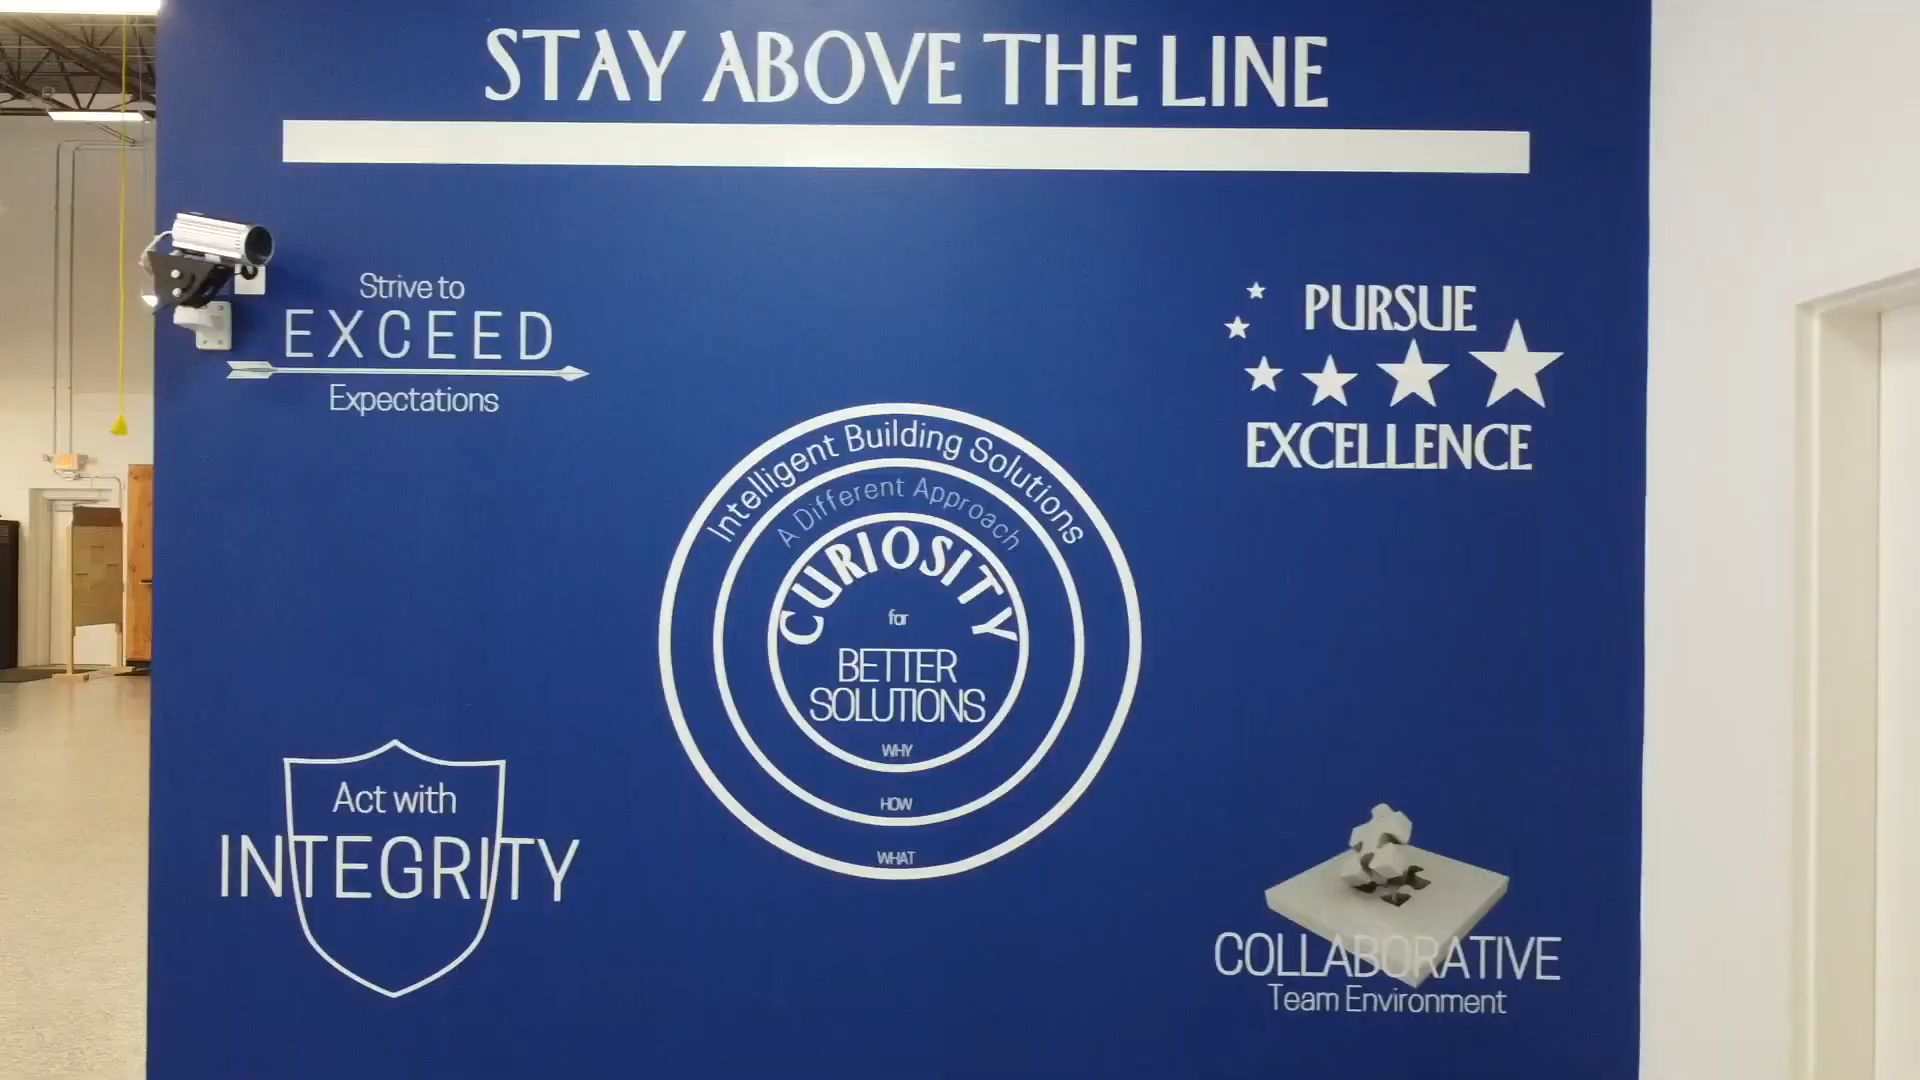 STAY ABOVE THE LINE
Strive to
EXCEED
Expectations
PURSUE
EXCELLENCE
Intelligent Building Solutions
A Different Approach
CURIOSITY
for
BETTER
SOLUTIONS
WHY
HOW
WHAT
Act with
INTEGRITY
COLLABORATIVE
Team Environment